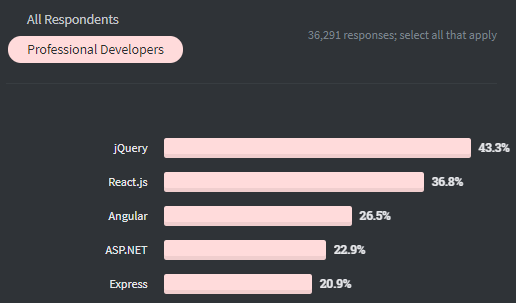 All Respondents
Professional Developers
36,291 responses; select all that apply
jQuery 43.3%
React.js 36.8%
Angular 26.5%
ASP.NET 22.9%
Express 20.9%